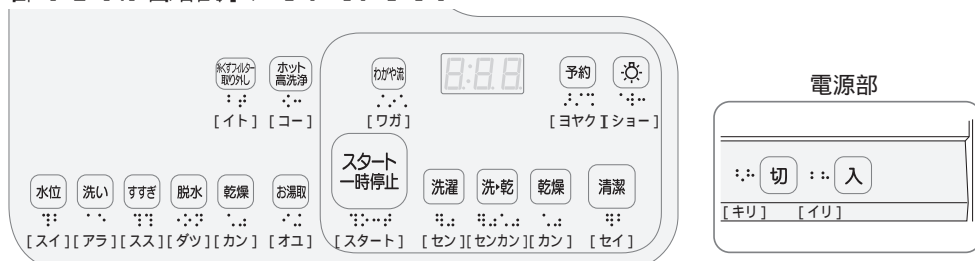 糸くずフィルター 取り外し
ホット 高洗浄
わがや流
8:88
予約
[イト] [コー] [ワガ] [ヨヤク ショー]
電源部
スタート
一時停止
水位 洗い すすぎ 脱水 乾燥 お湯取 洗濯 洗・乾 乾燥 清潔
[スイ][アラ][スス][ダツ][カン] [オユ] [スタート] [セン][センカン][カン] [セイ]
切 入
[キリ] [イリ]